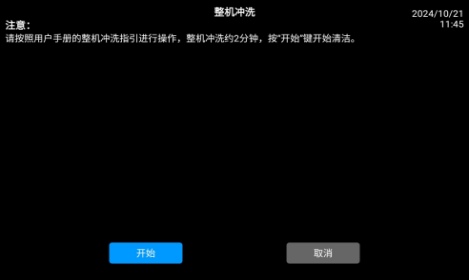 整机冲洗
2024/10/21
11:45
注意：
请按照用户手册的整机冲洗指引进行操作，整机冲洗约2分钟，按“开始”键开始清洁。
开始
取消